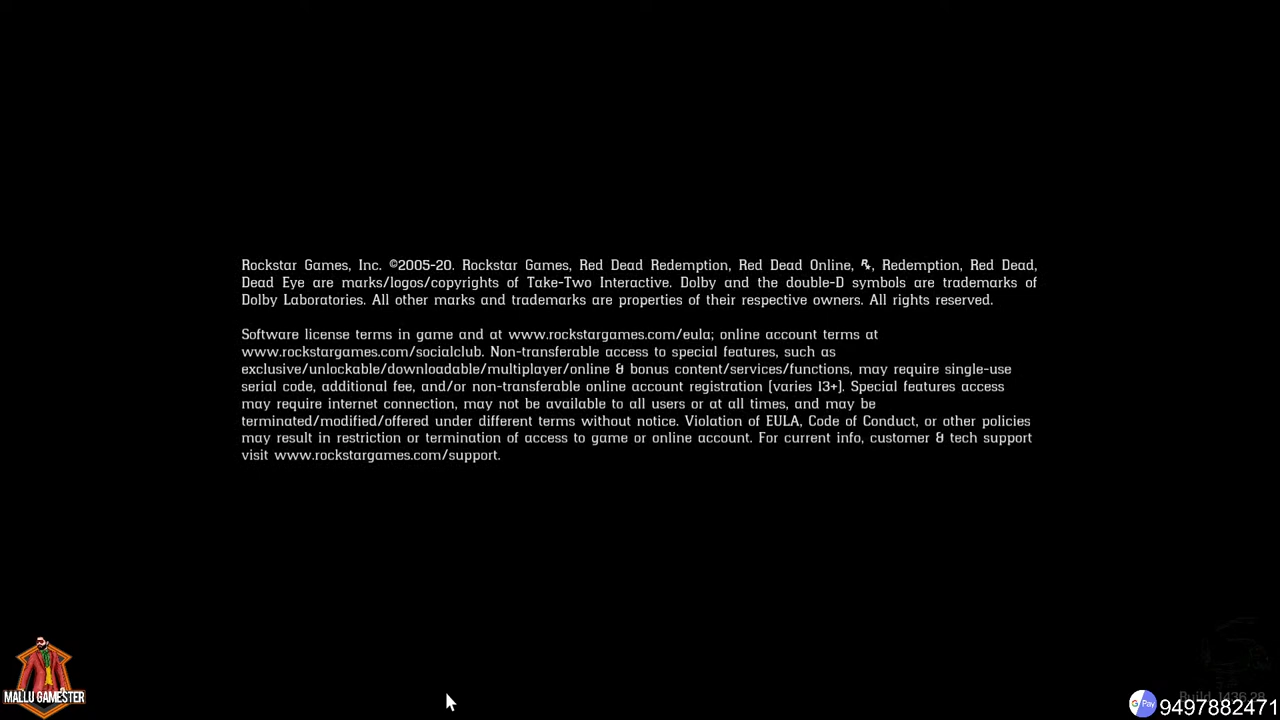 Rockstar Games, Inc. ©2005-20. Rockstar Games, Red Dead Redemption, Red Dead Online, R, Redemption, Red Dead,
Dead Eye are marks/logos/copyrights of Take-Two Interactive. Dolby and the double-D symbols are trademarks of
Dolby Laboratories. All other marks and trademarks are properties of their respective owners. All rights reserved.
Software license terms in game and at www.rockstargames.com/eula; online account terms at
www.rockstargames.com/socialclub. Non-transferable access to special features, such as
exclusive/unlockable/downloadable/multiplayer/online & bonus content/services/functions, may require single-use
serial code, additional fee, and/or non-transferable online account registration (varies 13+). Special features access
may require internet connection, may not be available to all users or at all times, and may be
terminated/modified/offered under different terms without notice. Violation of EULA, Code of Conduct, or other policies
may result in restriction or termination of access to game or online account. For current info, customer & tech support
visit www.rockstargames.com/support.
MALLU GAMESTER
Build 1436.28
G Pay 9497882471